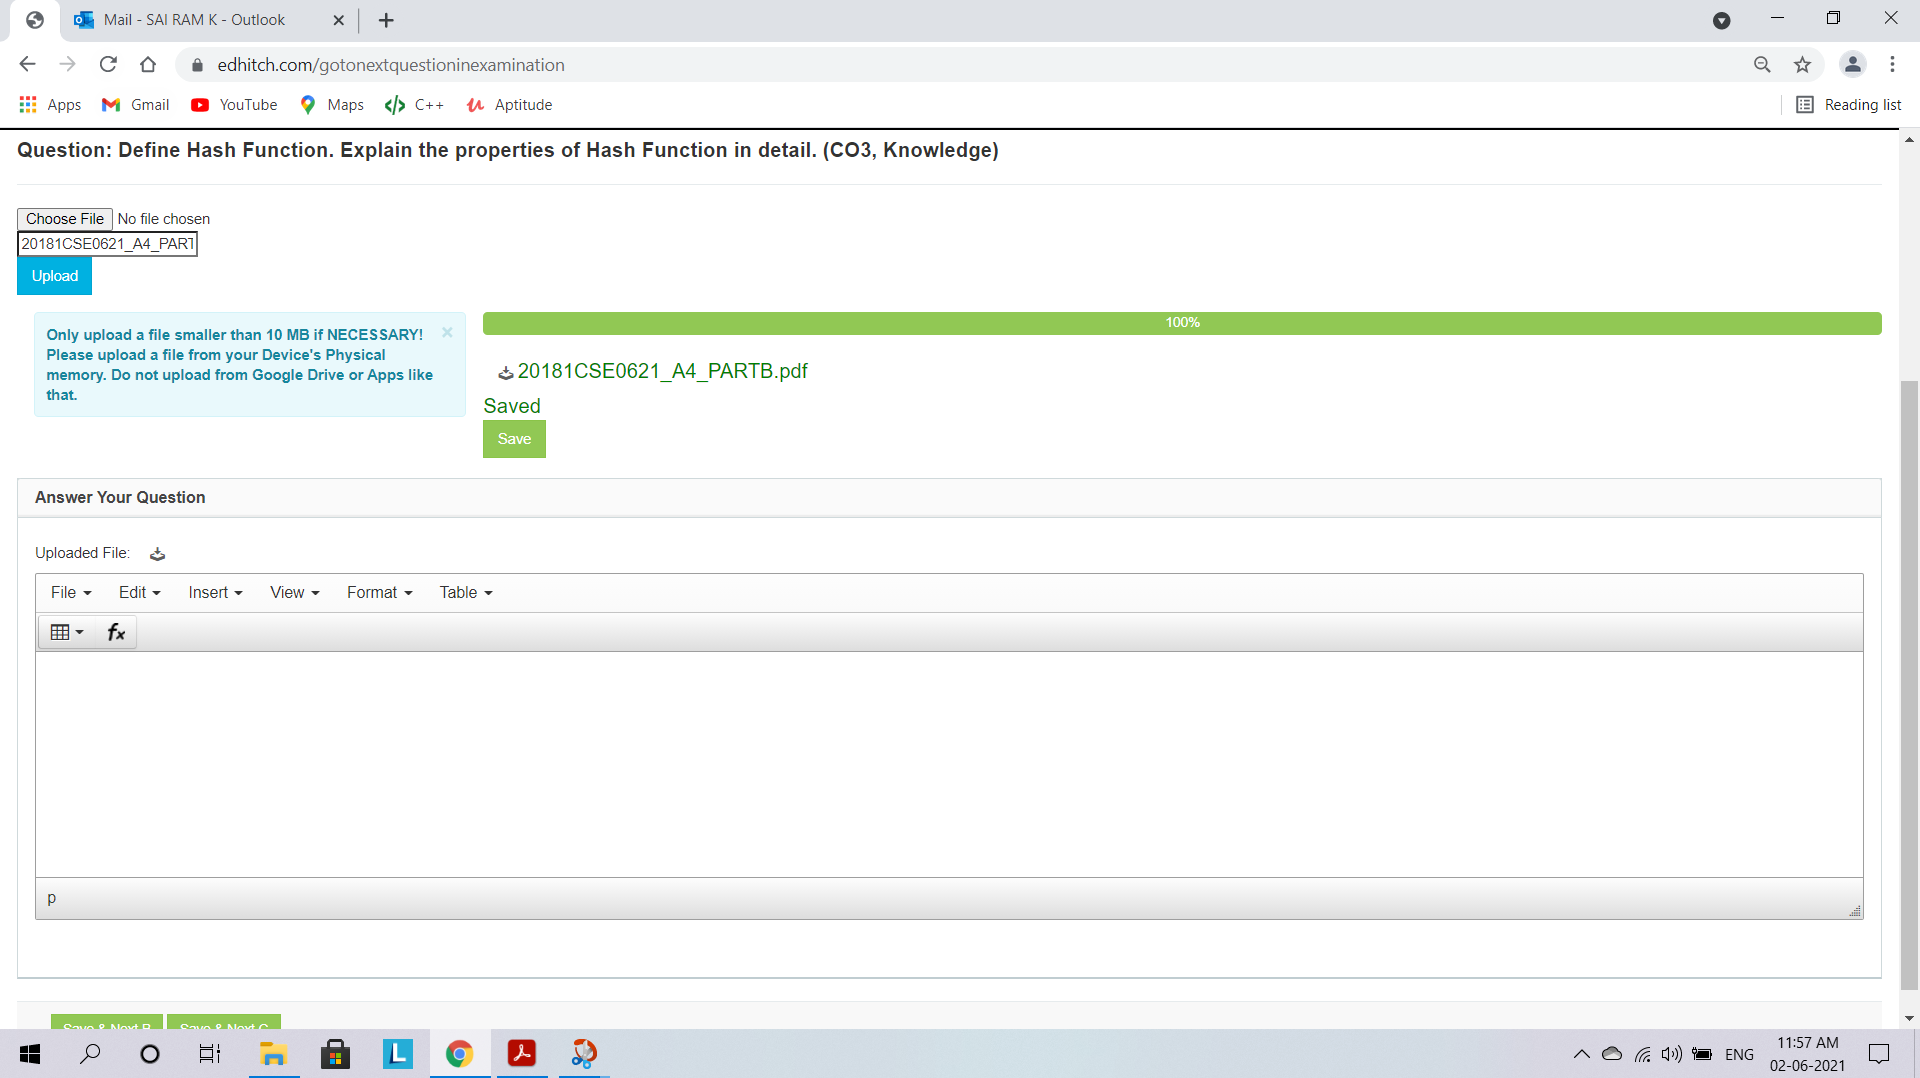 Mail - SAI RAM K - Outlook
edhitch.com/gotonextquestioninexamination
Apps Gmail YouTube Maps C++ Aptitude Reading list
Question: Define Hash Function. Explain the properties of Hash Function in detail. (CO3, Knowledge)
Choose File No file chosen
20181CSE0621_A4_PART
Upload
Only upload a file smaller than 10 MB if NECESSARY!
Please upload a file from your Device's Physical
memory. Do not upload from Google Drive or Apps like
that.
100%
20181CSE0621_A4_PARTB.pdf
Saved
Save
Answer Your Question
Uploaded File:
File Edit Insert View Format Table
fx
p
Save & Next B Save & Next C
ENG
11:57 AM
02-06-2021